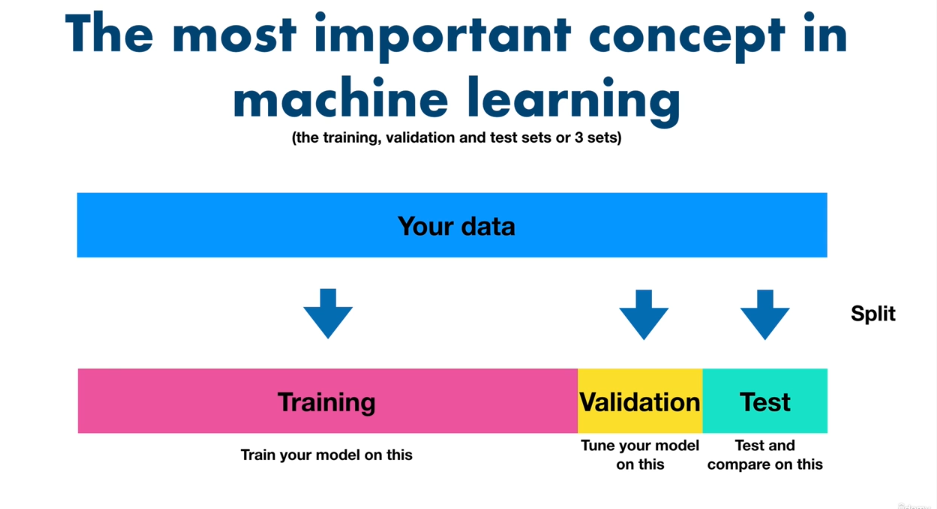 The most important concept in
machine learning
(the training, validation and test sets or 3 sets)
Your data
Split
Training
Validation
Test
Train your model on this
Tune your model
on this
Test and
compare on this